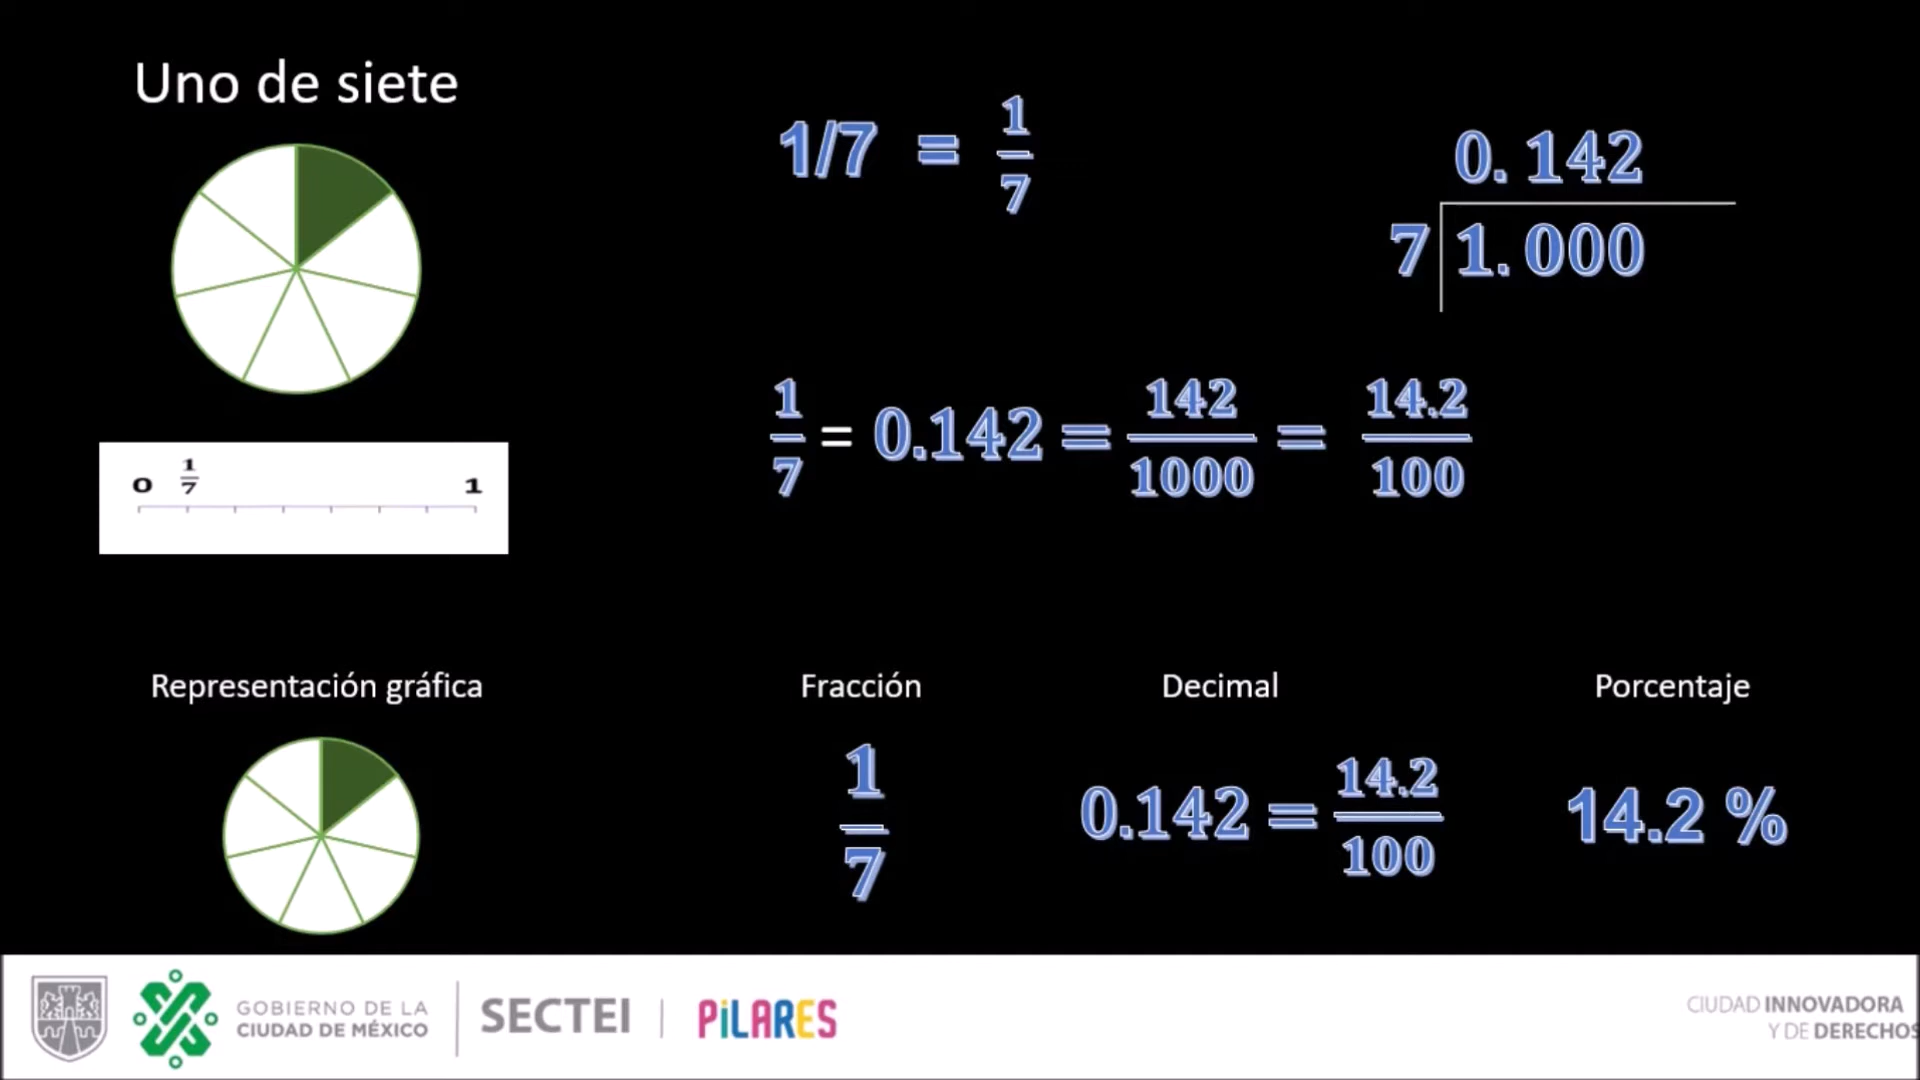 Uno de siete
1/7 = 1/7
0.142
7 1.000
0 1/7 1
1/7 = 0.142 = 142/1000 = 14.2/100
Representación gráfica
Fracción
Decimal
Porcentaje
1/7
0.142 = 14.2/100
14.2 %
GOBIERNO DE LA
CIUDAD DE MÉXICO
SECTEI
PiLARES
CIUDAD INNOVADORA
Y DE DERECHOS